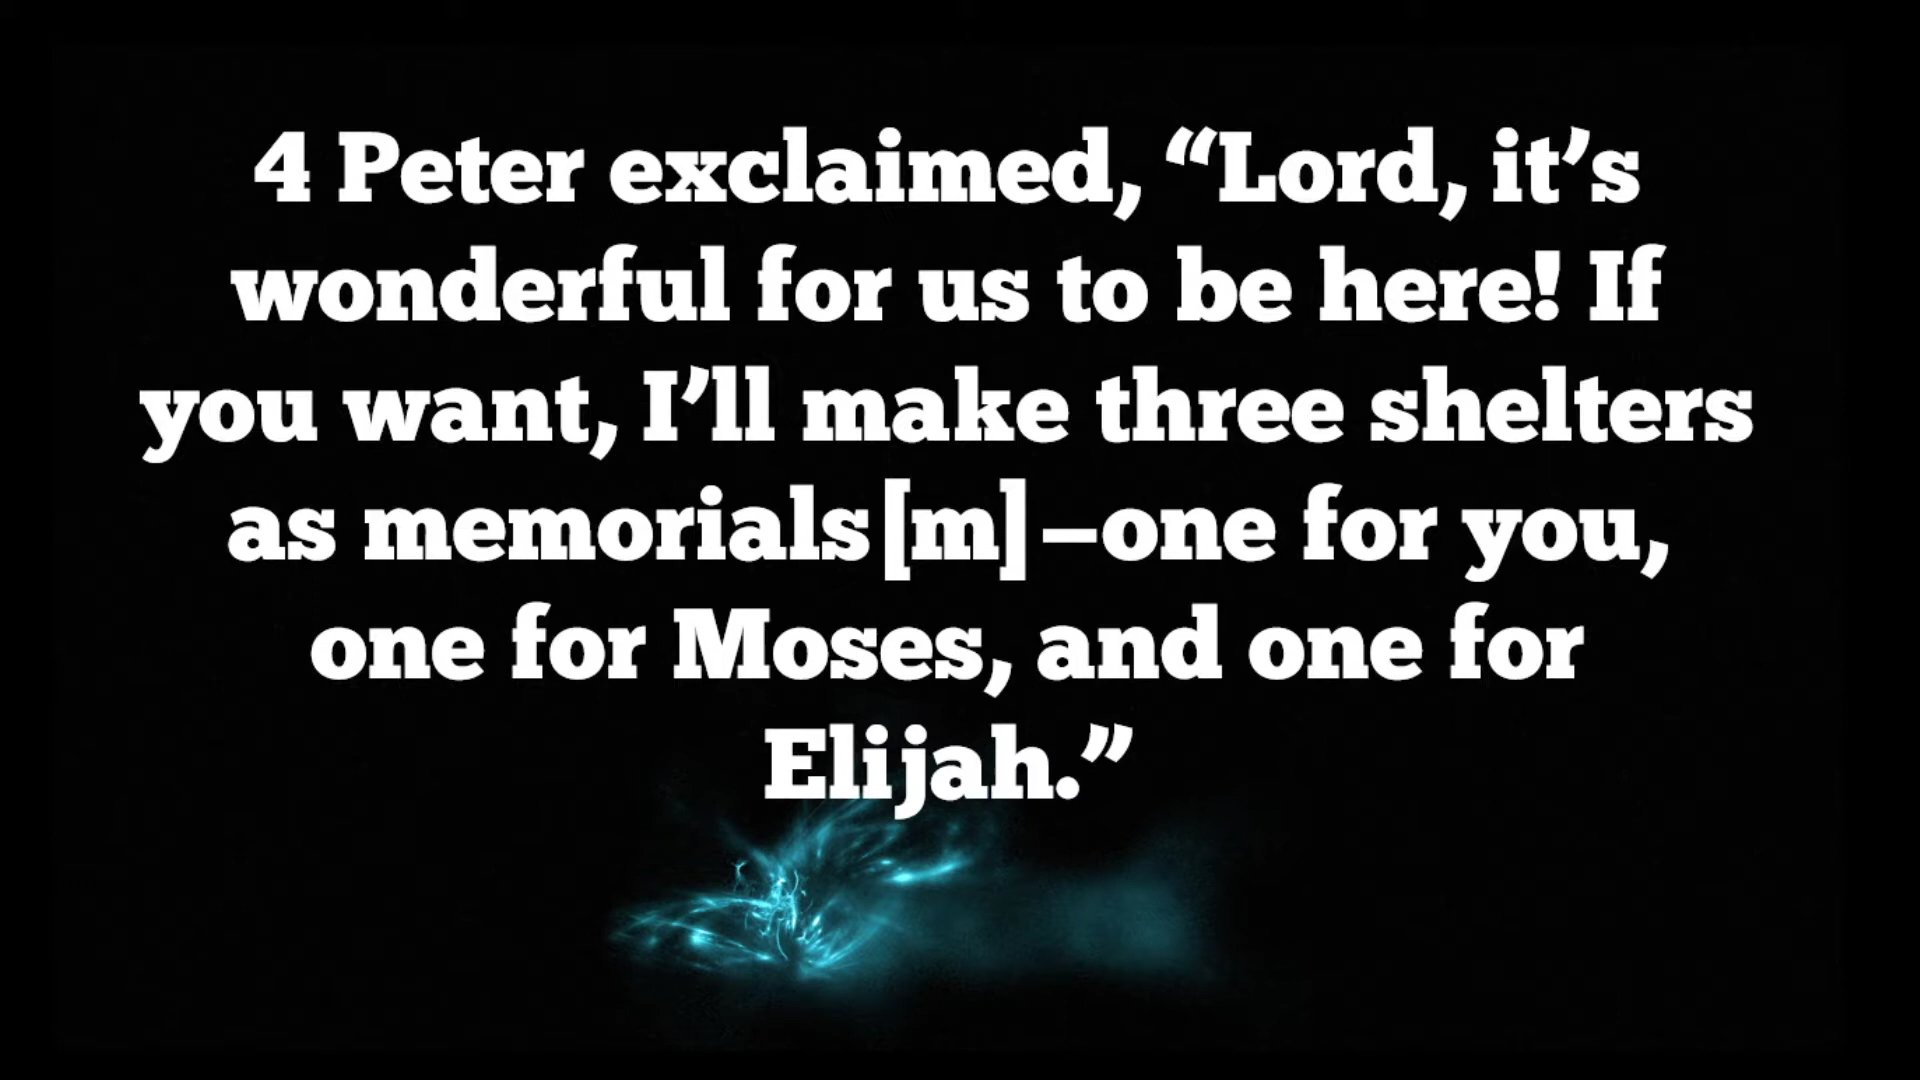 4 Peter exclaimed, “Lord, it’s
wonderful for us to be here! If
you want, I’ll make three shelters
as memorials[m]—one for you,
one for Moses, and one for
Elijah.”